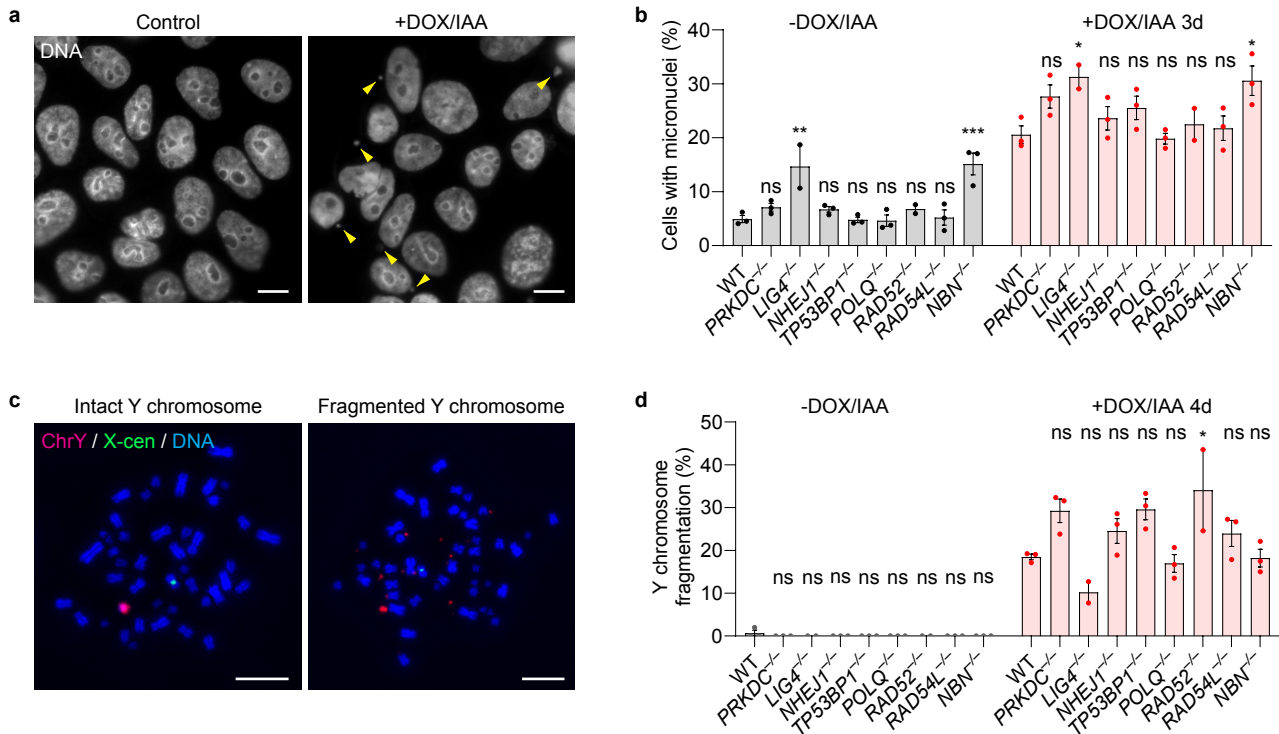 a
Control
+DOX/IAA
DNA
b
-DOX/IAA
+DOX/IAA 3d
Cells with micronuclei (%)
40
30
20
10
0
ns
**
ns
ns
ns
ns
ns
***
ns
*
ns
ns
ns
ns
ns
*
WT
PRKDC−/−
LIG4−/−
NHEJ1−/−
TP53BP1−/−
POLQ−/−
RAD52−/−
RAD54L−/−
NBN−/−
WT
PRKDC−/−
LIG4−/−
NHEJ1−/−
TP53BP1−/−
POLQ−/−
RAD52−/−
RAD54L−/−
NBN−/−
c
Intact Y chromosome
Fragmented Y chromosome
ChrY / X-cen / DNA
d
-DOX/IAA
+DOX/IAA 4d
Y chromosome
fragmentation (%)
50
40
30
20
10
0
ns
ns
ns
ns
ns
ns
ns
ns
ns
ns
ns
ns
ns
*
ns
ns
WT
PRKDC−/−
LIG4−/−
NHEJ1−/−
TP53BP1−/−
POLQ−/−
RAD52−/−
RAD54L−/−
NBN−/−
WT
PRKDC−/−
LIG4−/−
NHEJ1−/−
TP53BP1−/−
POLQ−/−
RAD52−/−
RAD54L−/−
NBN−/−